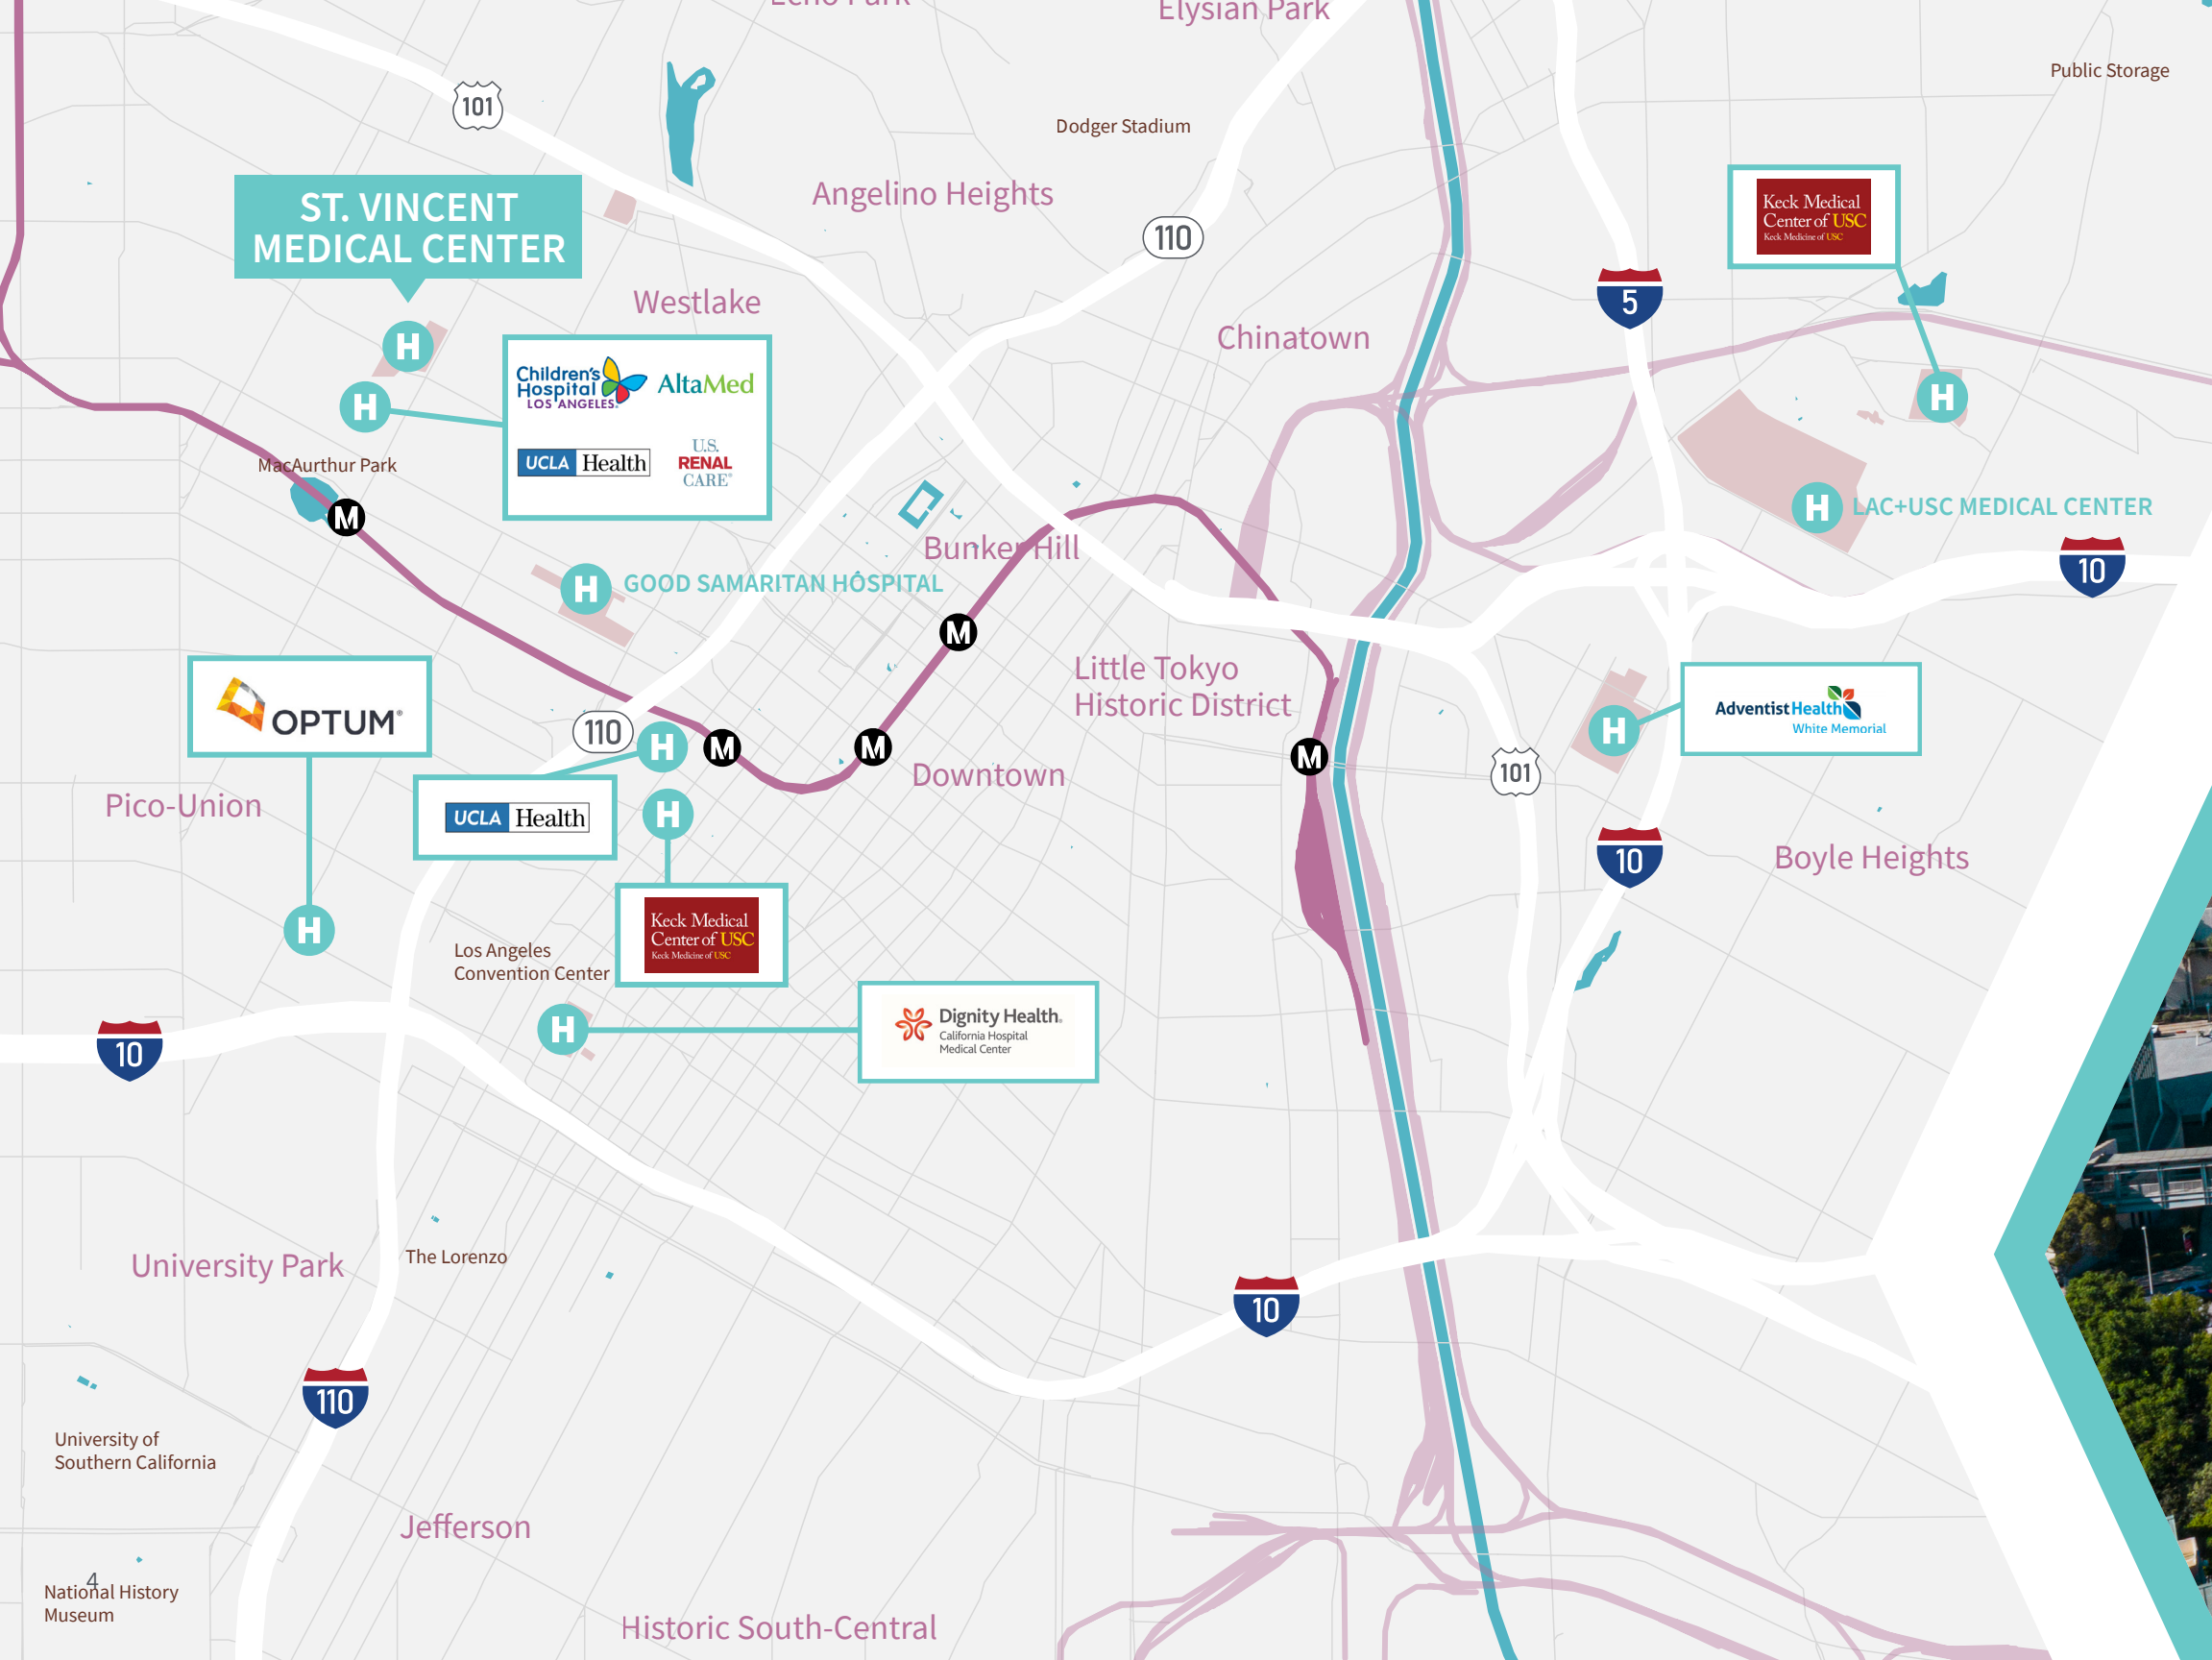 Echo Park
Elysian Park
Public Storage
101
Dodger Stadium
Angelino Heights
ST. VINCENT
MEDICAL CENTER
110
Keck Medical
Center of USC
Keck Medicine of USC
5
Westlake
Chinatown
H
H
Children's
Hospital
LOS ANGELES
AltaMed
UCLA Health
U.S.
RENAL
CARE
H
MacAurthur Park
M
H LAC+USC MEDICAL CENTER
Bunker Hill
10
H GOOD SAMARITAN HOSPITAL
M
Little Tokyo
Historic District
OPTUM®
110
H
M
M
M
H
Adventist Health
White Memorial
101
Downtown
Pico-Union
UCLA Health
H
10
Boyle Heights
H
Keck Medical
Center of USC
Keck Medicine of USC
Los Angeles
Convention Center
H
Dignity Health.
California Hospital
Medical Center
10
University Park
The Lorenzo
10
110
University of
Southern California
Jefferson
4
National History
Museum
Historic South-Central